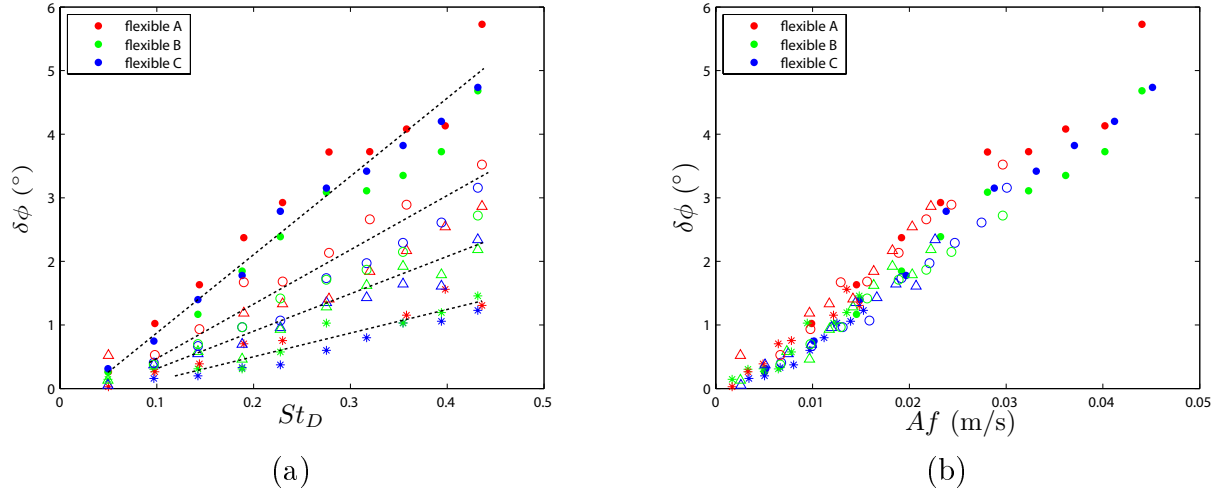 6
5
4
3
2
1
0
δϕ (°)
flexible A
flexible B
flexible C
0 0.1 0.2 0.3 0.4 0.5
St_D
(a)
6
5
4
3
2
1
0
δϕ (°)
flexible A
flexible B
flexible C
0 0.01 0.02 0.03 0.04 0.05
Af (m/s)
(b)